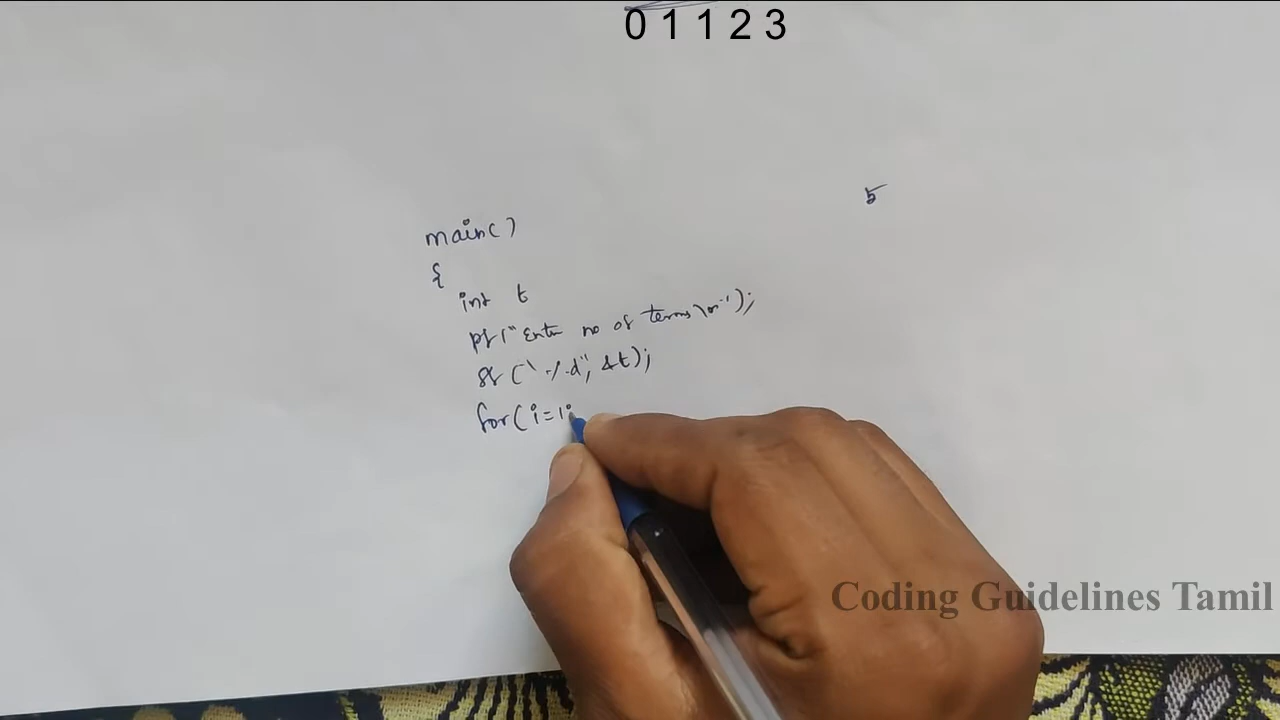 0 1 1 2 3
5
main()
{
int t
pf("Enter no of terms\n");
sf("%d", &t);
for(i=1;
Coding Guidelines Tamil